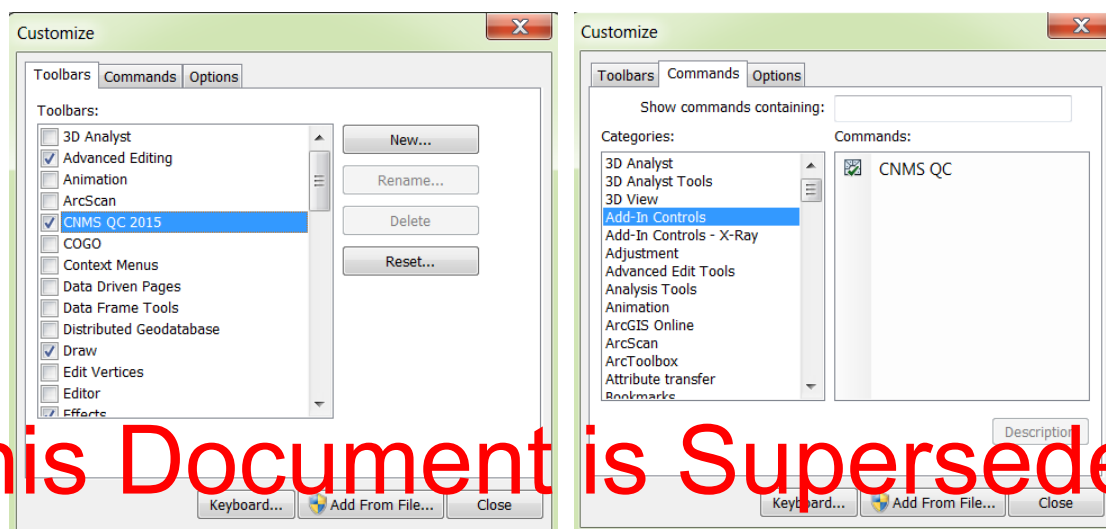 Customize
Toolbars Commands Options
Toolbars:
3D Analyst
Advanced Editing
Animation
ArcScan
CNMS QC 2015
COGO
Context Menus
Data Driven Pages
Data Frame Tools
Distributed Geodatabase
Draw
Edit Vertices
Editor
Effects
New...
Rename...
Delete
Reset...
Keyboard... Add From File... Close
Customize
Toolbars Commands Options
Show commands containing:
Categories:
3D Analyst
3D Analyst Tools
3D View
Add-In Controls
Add-In Controls - X-Ray
Adjustment
Advanced Edit Tools
Analysis Tools
Animation
ArcGIS Online
ArcScan
ArcToolbox
Attribute transfer
Bookmarks
Commands:
CNMS QC
Description
Keyboard... Add From File... Close
his Document is Supersede